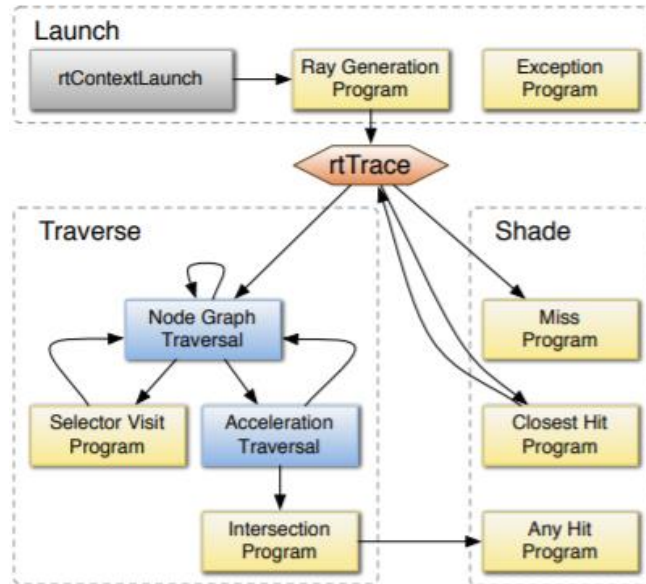 Launch
rtContextLaunch
Ray Generation
Program
Exception
Program
rtTrace
Traverse
Shade
Node Graph
Traversal
Miss
Program
Selector Visit
Program
Acceleration
Traversal
Closest Hit
Program
Intersection
Program
Any Hit
Program